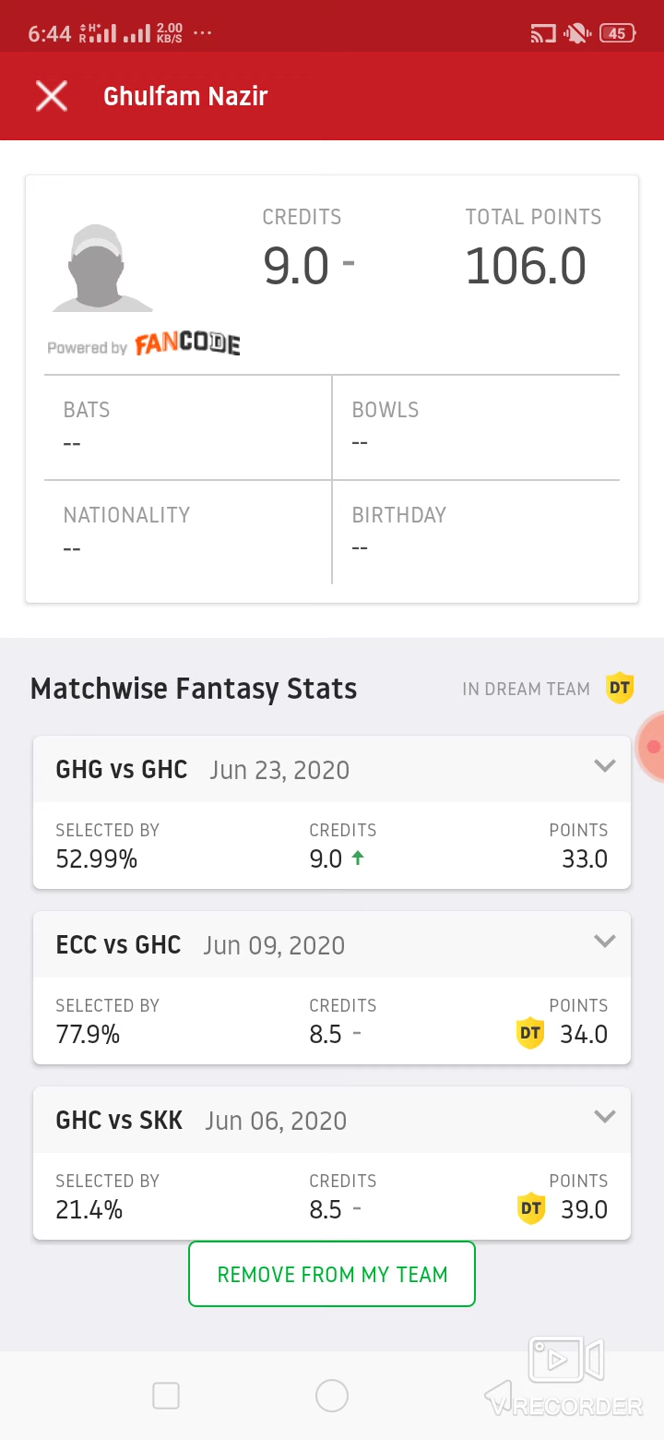 6:44 R H+ 2.00 KB/S ... 45
Ghulfam Nazir
CREDITS TOTAL POINTS
9.0 - 106.0
Powered by FANCODE
BATS BOWLS
-- --
NATIONALITY BIRTHDAY
-- --
Matchwise Fantasy Stats IN DREAM TEAM DT
GHG vs GHC Jun 23, 2020
SELECTED BY CREDITS POINTS
52.99% 9.0 33.0
ECC vs GHC Jun 09, 2020
SELECTED BY CREDITS POINTS
77.9% 8.5 - DT 34.0
GHC vs SKK Jun 06, 2020
SELECTED BY CREDITS POINTS
21.4% 8.5 - DT 39.0
REMOVE FROM MY TEAM
VRECORDER